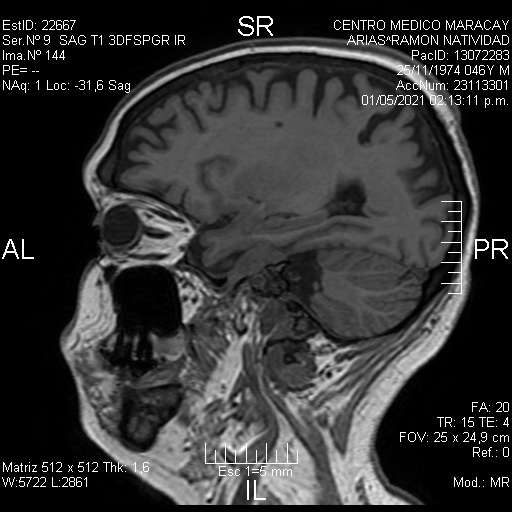 EstID: 22667
Ser.Nº 9 SAG T1 3DFSPGR IR
Ima.Nº 144
PE= --
NAq: 1 Loc: -31,6 Sag
SR
CENTRO MEDICO MARACAY
ARIAS^RAMON NATIVIDAD
PacID: 13072283
25/11/1974 046Y M
AccNum: 23113301
01/05/2021 02:13:11 p.m.
AL
PR
FA: 20
TR: 15 TE: 4
FOV: 25 x 24,9 cm
Ref.: 0
Mod.: MR
Matriz 512 x 512 Thk: 1,6
W:5722 L:2861
Esc 1=5 mm
IL